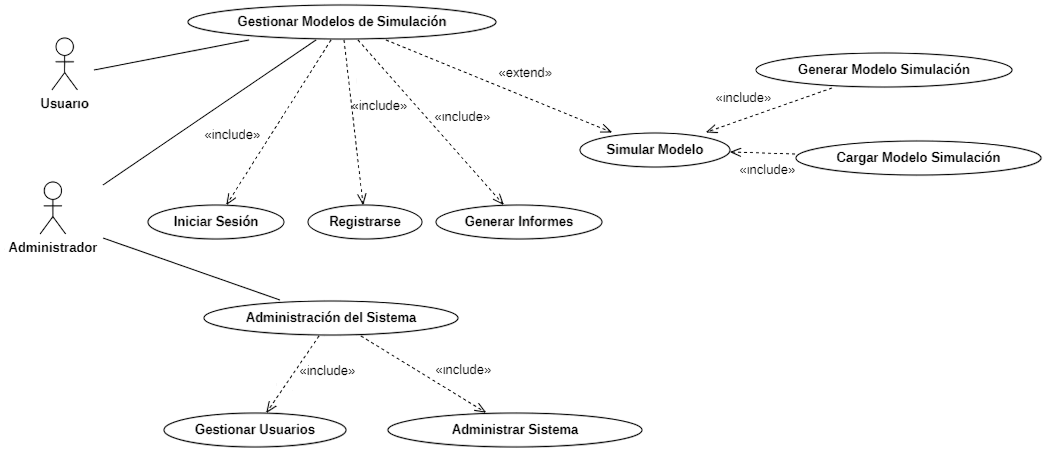 Gestionar Modelos de Simulación
Usuario
«extend»
Generar Modelo Simulación
«include»
«include»
«include»
«include»
Simular Modelo
Cargar Modelo Simulación
«include»
Administrador
Iniciar Sesión
Registrarse
Generar Informes
Administración del Sistema
«include»
«include»
Gestionar Usuarios
Administrar Sistema